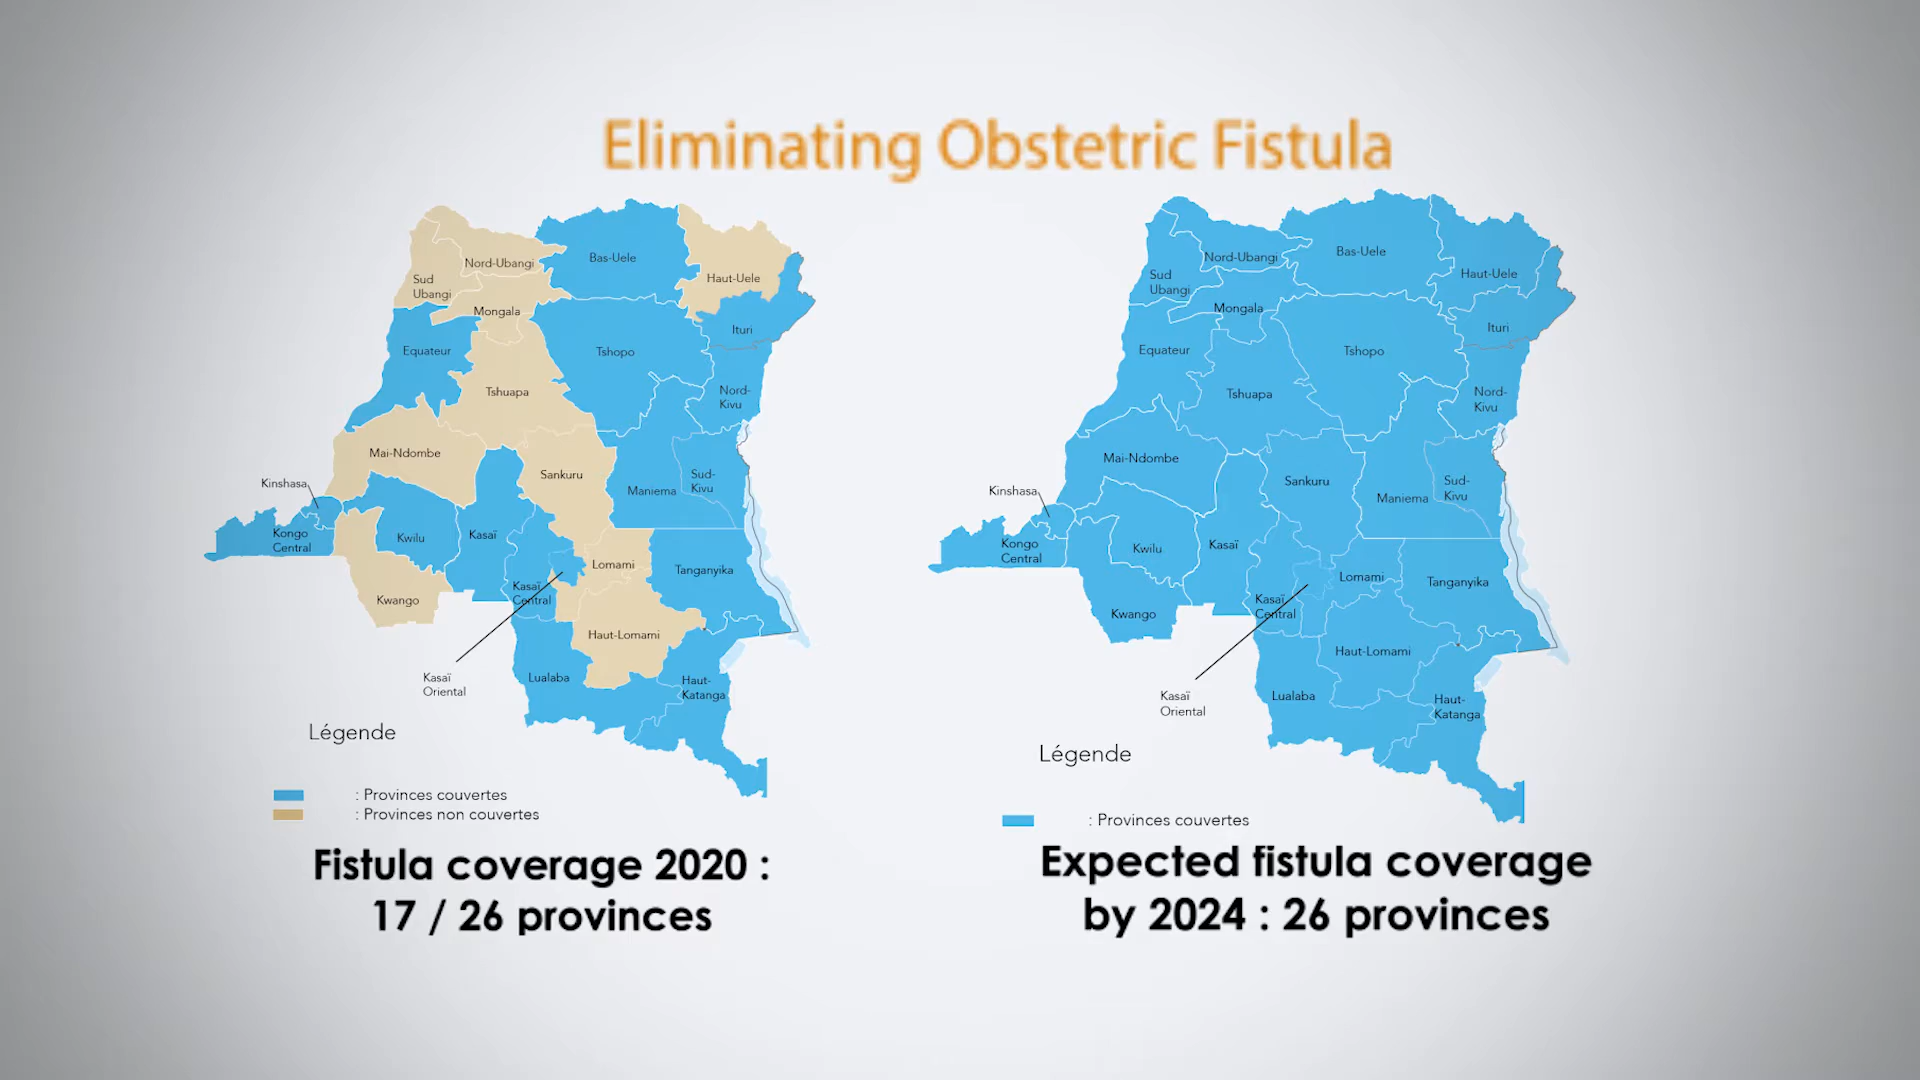 Eliminating Obstetric Fistula
Bas-Uele
Nord-Ubangi
Haut-Uele
Sud
Ubangi
Mongala
Ituri
Equateur
Tshopo
Tshuapa
Nord-
Kivu
Mai-Ndombe
Sankuru
Sud-
Kivu
Kinshasa
Maniema
Kongo
Central
Kwilu
Kasaï
Lomami
Tanganyika
Kasaï
Central
Kwango
Haut-Lomami
Kasaï
Oriental
Lualaba
Haut-
Katanga
Légende
: Provinces couvertes
: Provinces non couvertes
Fistula coverage 2020 :
17 / 26 provinces
Bas-Uele
Nord-Ubangi
Haut-Uele
Sud
Ubangi
Mongala
Ituri
Equateur
Tshopo
Tshuapa
Nord-
Kivu
Mai-Ndombe
Sankuru
Sud-
Kivu
Kinshasa
Maniema
Kongo
Central
Kwilu
Kasaï
Lomami
Tanganyika
Kasaï
Central
Kwango
Haut-Lomami
Kasaï
Oriental
Lualaba
Haut-
Katanga
Légende
: Provinces couvertes
Expected fistula coverage
by 2024 : 26 provinces